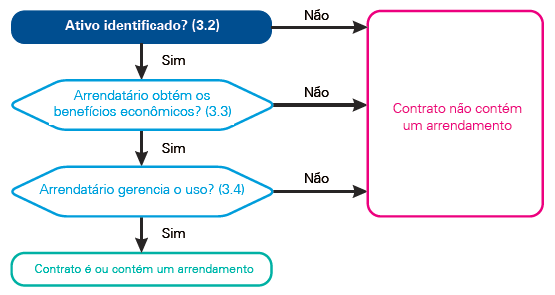 Ativo identificado? (3.2)
Não
Sim
Arrendatário obtém os
benefícios econômicos? (3.3)
Não
Contrato não contém
um arrendamento
Sim
Arrendatário gerencia o uso? (3.4)
Não
Sim
Contrato é ou contém um arrendamento